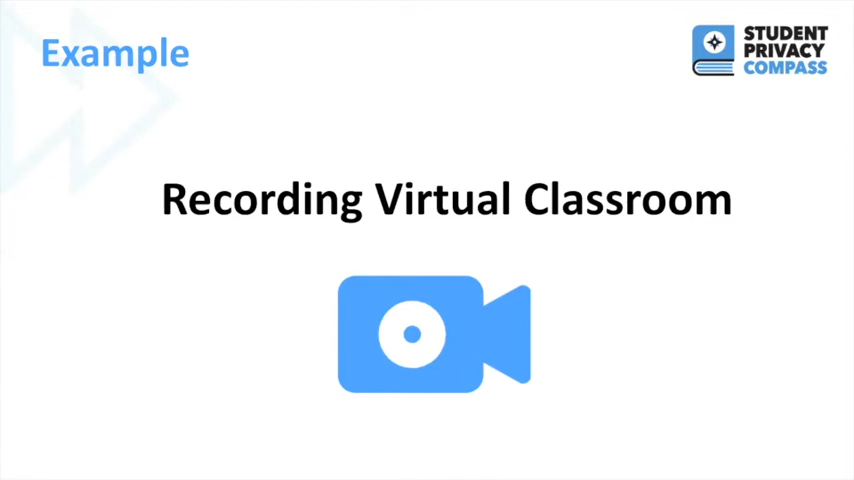 Example
STUDENT
PRIVACY
COMPASS
Recording Virtual Classroom